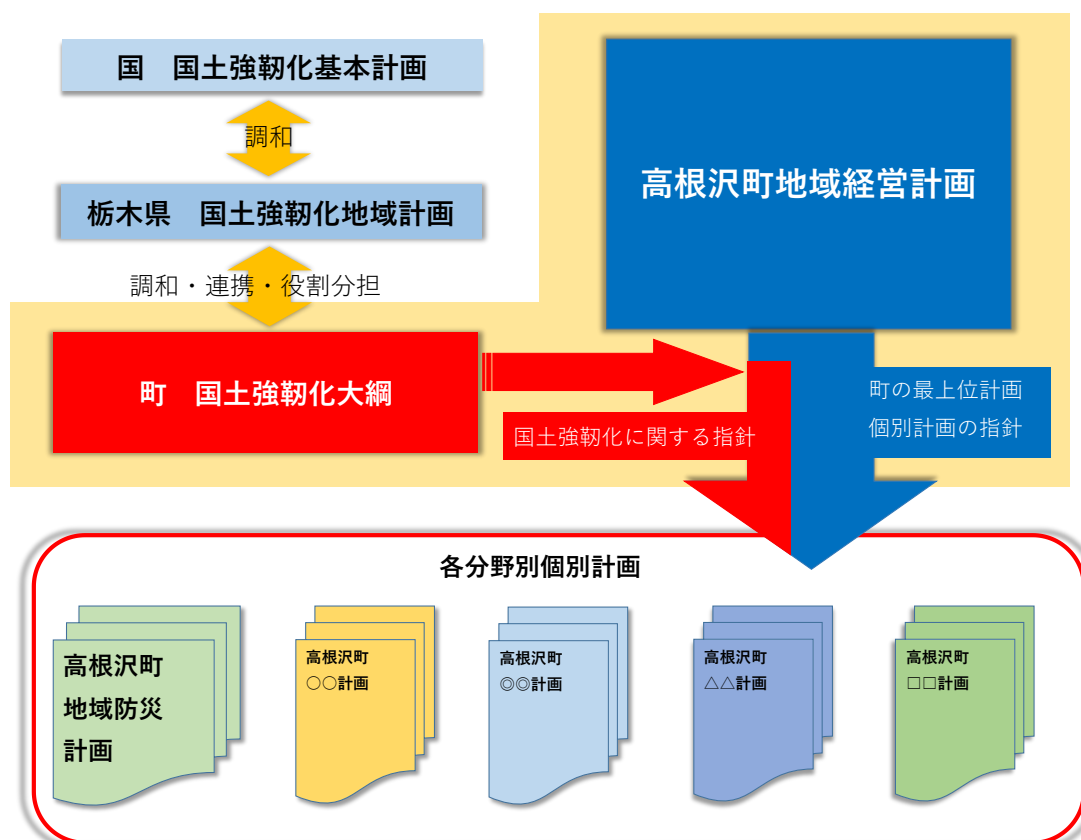 国　国土強靭化基本計画
調和
栃木県　国土強靭化地域計画
調和・連携・役割分担
町　国土強靭化大綱
高根沢町地域経営計画
国土強靭化に関する指針
町の最上位計画
個別計画の指針
各分野別個別計画
高根沢町
地域防災
計画
高根沢町
○○計画
高根沢町
◎◎計画
高根沢町
△△計画
高根沢町
□□計画